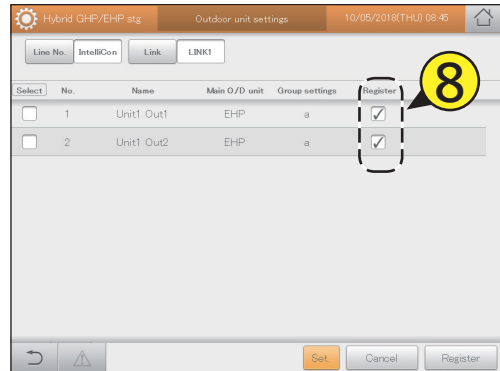 Hybrid GHP/EHP stg Outdoor unit settings 10/05/2018(THU) 08:45
Line No. IntelliCon Link LINK1
8
Select No. Name Main O/D unit Group settings Register
1 Unit1 Out1 EHP a
2 Unit1 Out2 EHP a
Set Cancel Register